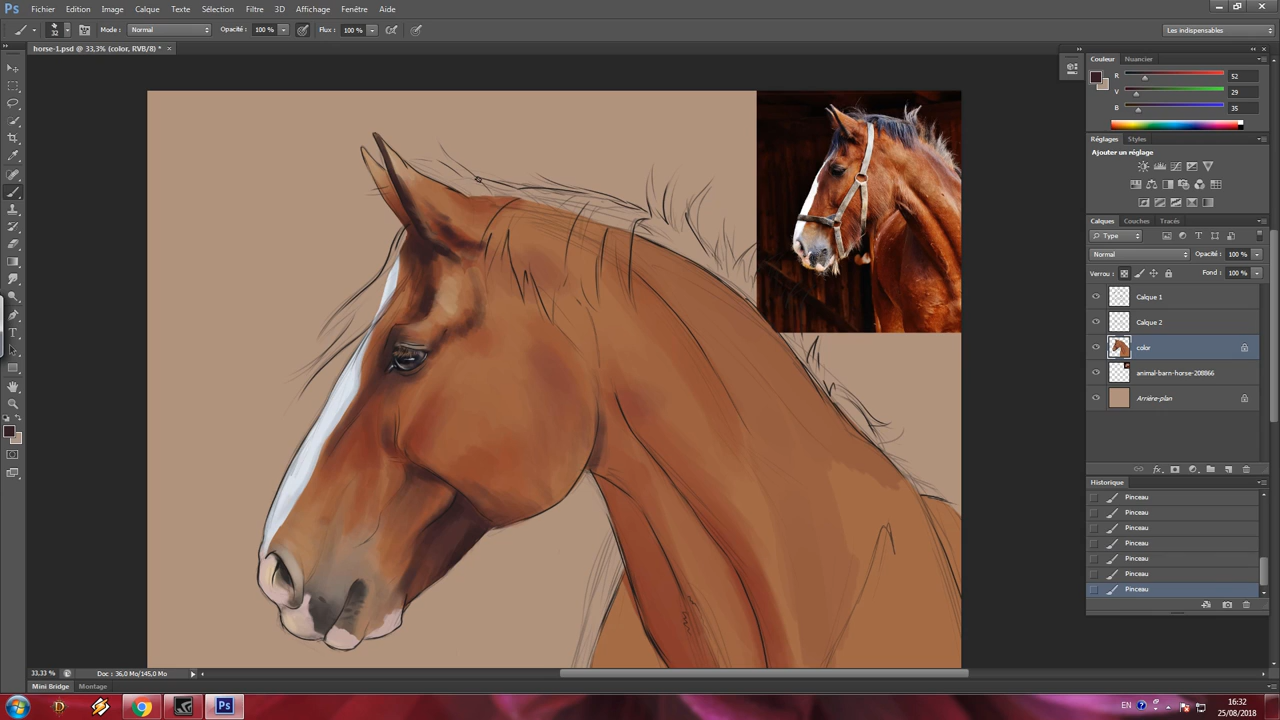 Ps Fichier Edition Image Calque Texte Sélection Filtre 3D Affichage Fenêtre Aide
32 Mode : Normal Opacité : 100 % Flux : 100 % Les indispensables
horse-1.psd @ 33,3% (color, RVB/8) * ×
Couleur Nuancier
R 52
V 29
B 35
Réglages Styles
Ajouter un réglage
Calques Couches Tracés
Type
Normal Opacité : 100 %
Verrou : Fond : 100 %
Calque 1
Calque 2
color
animal-barn-horse-208866
Arrière-plan
fx
Historique
Pinceau
Pinceau
Pinceau
Pinceau
Pinceau
Pinceau
Pinceau
33,33 % Doc : 36,0 Mo/145,0 Mo
Mini Bridge Montage
Ps EN 16:32
25/08/2018